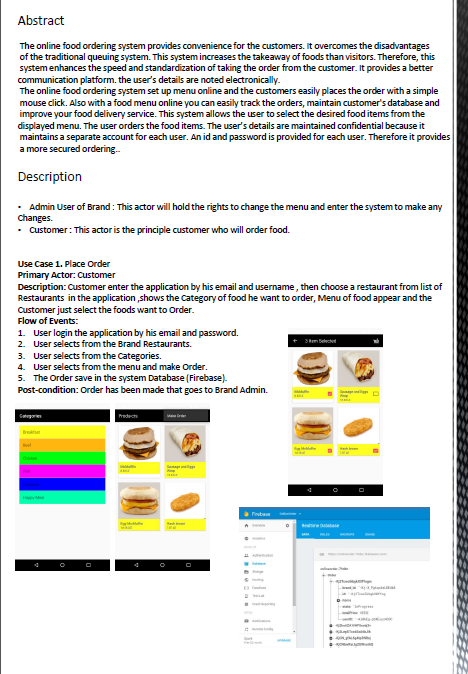 Abstract
The online food ordering system provides convenience for the customers. It overcomes the disadvantages
of the traditional queuing system. This system increases the takeaway of foods than visitors. Therefore, this
system enhances the speed and standardization of taking the order from the customer. It provides a better
communication platform. the user's details are noted electronically.
The online food ordering system set up menu online and the customers easily places the order with a simple
mouse click. Also with a food menu online you can easily track the orders, maintain customer's database and
improve your food delivery service. This system allows the user to select the desired food items from the
displayed menu. The user orders the food items. The user's details are maintained confidential because it
maintains a separate account for each user. An id and password is provided for each user. Therefore it provides
a more secured ordering..
Description
• Admin User of Brand : This actor will hold the rights to change the menu and enter the system to make any
Changes.
• Customer : This actor is the principle customer who will order food.
Use Case 1. Place Order
Primary Actor: Customer
Description: Customer enter the application by his email and username , then choose a restaurant from list of
Restaurants in the application ,shows the Category of food he want to order, Menu of food appear and the
Customer just select the foods want to Order.
Flow of Events:
1. User login the application by his email and password.
2. User selects from the Brand Restaurants.
3. User selects from the Categories.
4. User selects from the menu and make Order.
5. The Order save in the system Database (Firebase).
Post-condition: Order has been made that goes to Brand Admin.
3 Item Selected
McMuffin
Sausage and Eggs
Wrap
Egg McMuffin
Hash brown
Categories
Breakfast
Beef
Chicken
Happy Meal
Products
Make Order
McMuffin
Sausage and Eggs
Wrap
Egg McMuffin
Hash brown
Firebase
Realtime Database
DATA
RULES
BACKUPS
USAGE
Overview
Analytics
Authentication
Database
Storage
Hosting
Functions
Test Lab
Crash Reporting
Notifications
Remote Config
Spark
UPGRADE